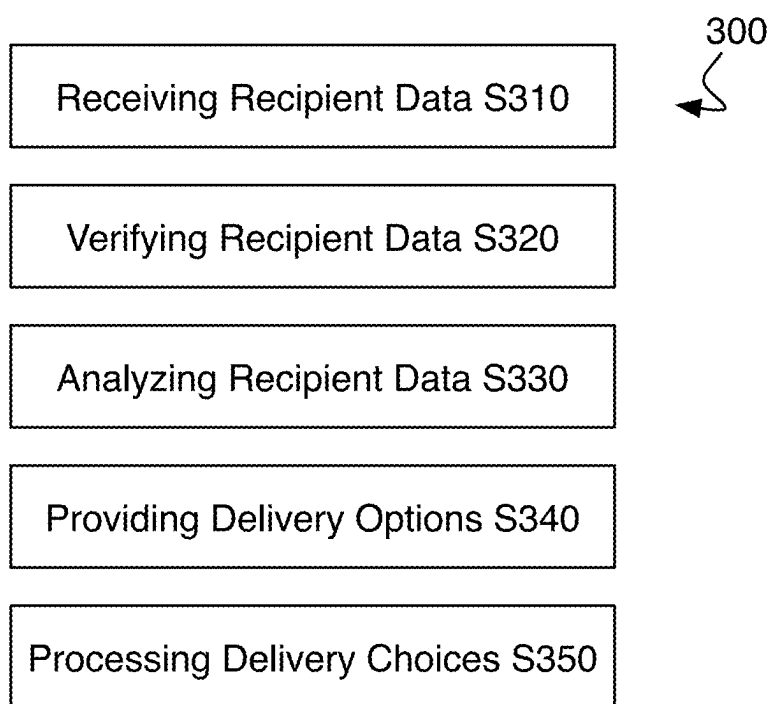 300
Receiving Recipient Data S310
Verifying Recipient Data S320
Analyzing Recipient Data S330
Providing Delivery Options S340
Processing Delivery Choices S350